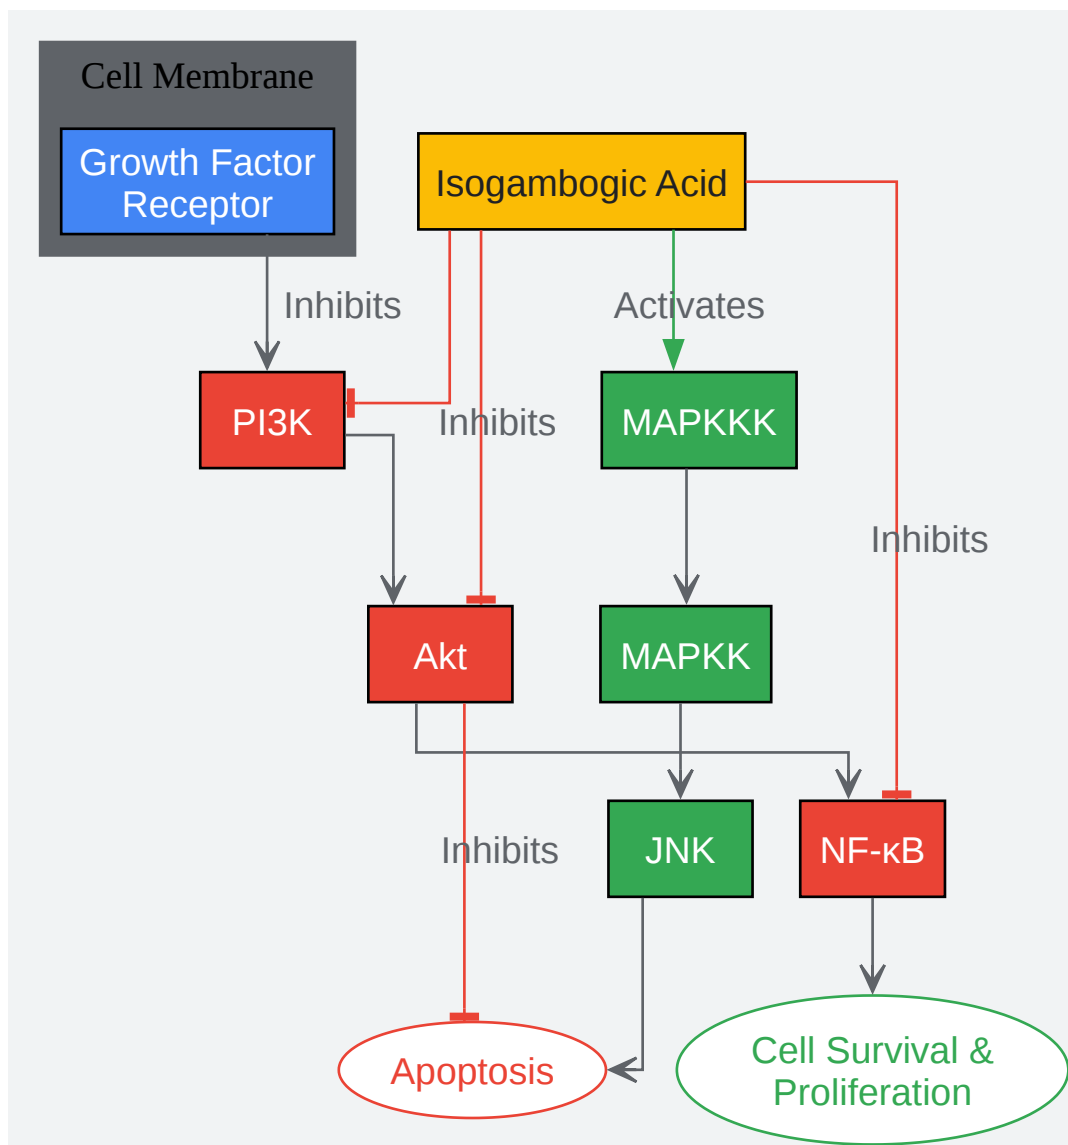 Cell Membrane
Growth Factor
Receptor
Isogambogic Acid
Inhibits
Activates
PI3K
Inhibits
MAPKKK
Inhibits
Akt
MAPKK
Inhibits
JNK
NF-κB
Apoptosis
Cell Survival &
Proliferation